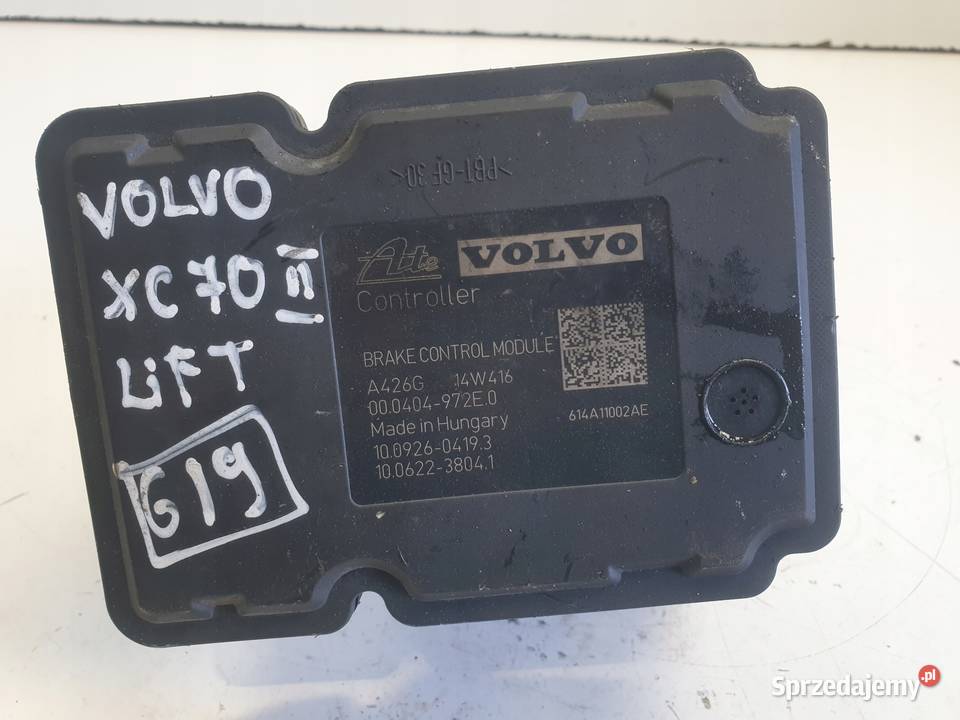 VOLVO
XC70 III
LiFT
G19
>PBT-GF30<
Ate VOLVO
Controller
BRAKE CONTROL MODULE
A426G 14W416
00.0404-972E.0
Made in Hungary
10.0926-0419.3
10.0622-3804.1
614A11002AE
Sprzedajemy.pl